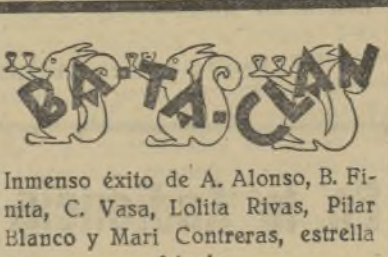 BA-TA-CLAN
Inmenso éxito de A. Alonso, B. Fi-
nita, C. Vasa, Lolita Rivas, Pilar
Blanco y Mari Contreras, estrella